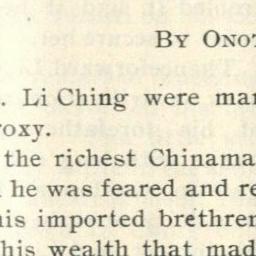 BY ONOT
. Li Ching were mar
roxy.
the richest Chinama
he was feared and re
his imported brethren
his wealth that mad